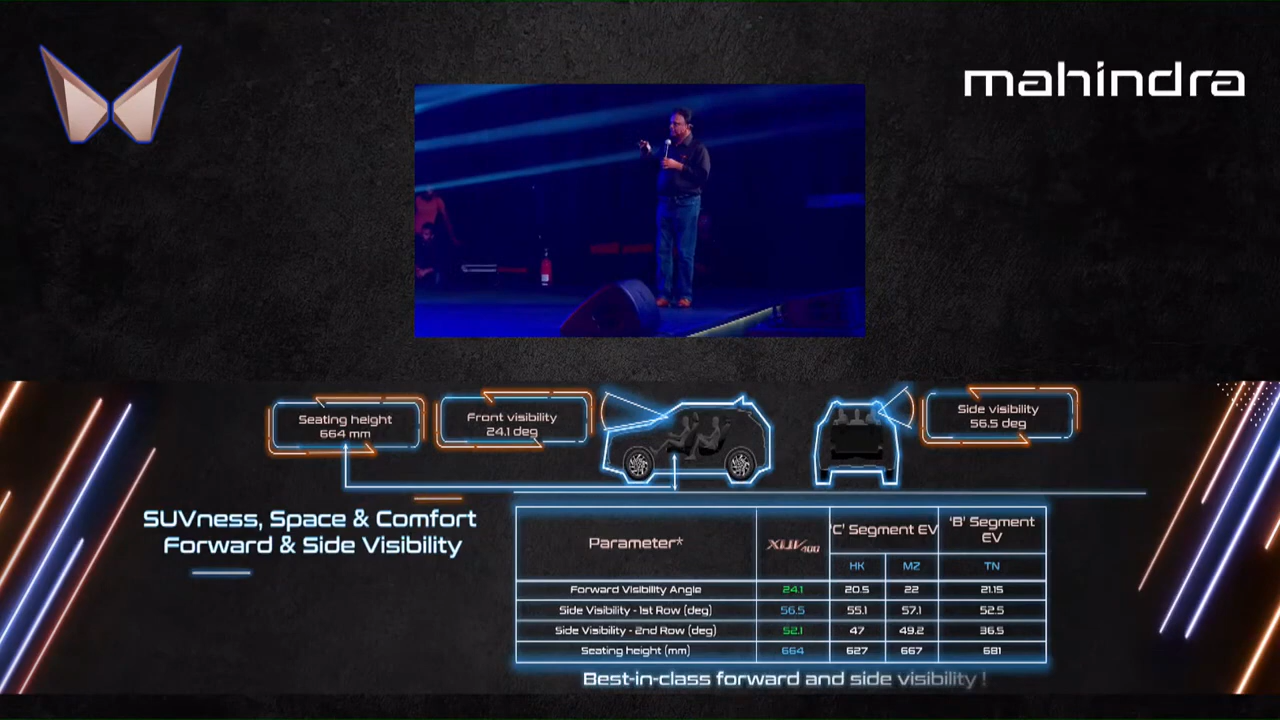 mahindra
Seating height
664 mm
Front visibility
24.1 deg
Side visibility
56.5 deg
SUVness, Space & Comfort
Forward & Side Visibility
Parameter* XUV400 'C' Segment EV 'B' Segment EV
HK MZ TN
Forward Visibility Angle 24.1 20.5 22 21.15
Side Visibility - 1st Row (deg) 56.5 55.1 57.1 52.5
Side Visibility - 2nd Row (deg) 52.1 47 49.2 36.5
Seating height (mm) 664 627 667 681
Best-in-class forward and side visibility !